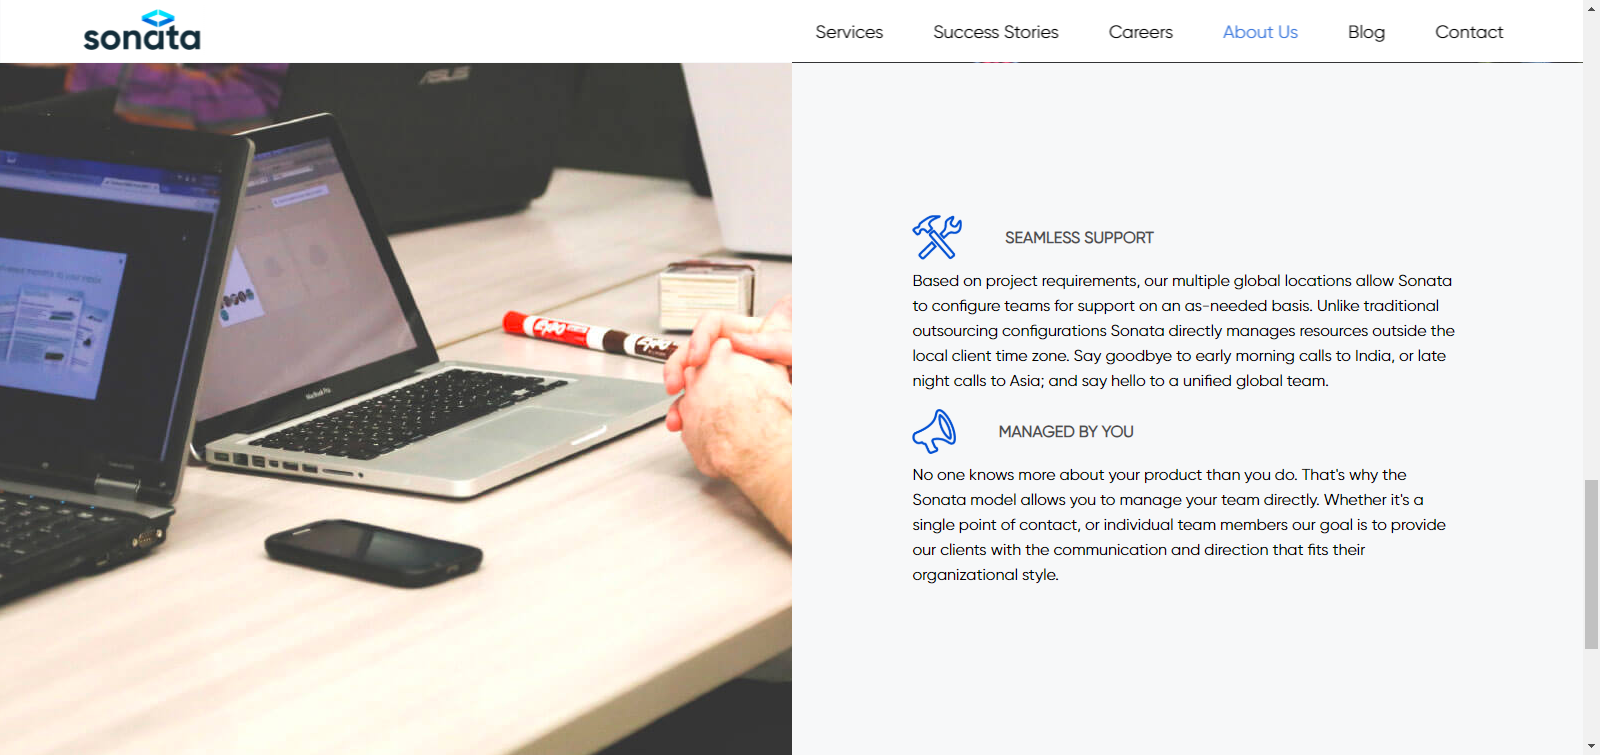 sonata
Services Success Stories Careers About Us Blog Contact
ASUS
EXPO
MacBook Pro
SEAMLESS SUPPORT
Based on project requirements, our multiple global locations allow Sonata
to configure teams for support on an as-needed basis. Unlike traditional
outsourcing configurations Sonata directly manages resources outside the
local client time zone. Say goodbye to early morning calls to India, or late
night calls to Asia; and say hello to a unified global team.
MANAGED BY YOU
No one knows more about your product than you do. That's why the
Sonata model allows you to manage your team directly. Whether it's a
single point of contact, or individual team members our goal is to provide
our clients with the communication and direction that fits their
organizational style.